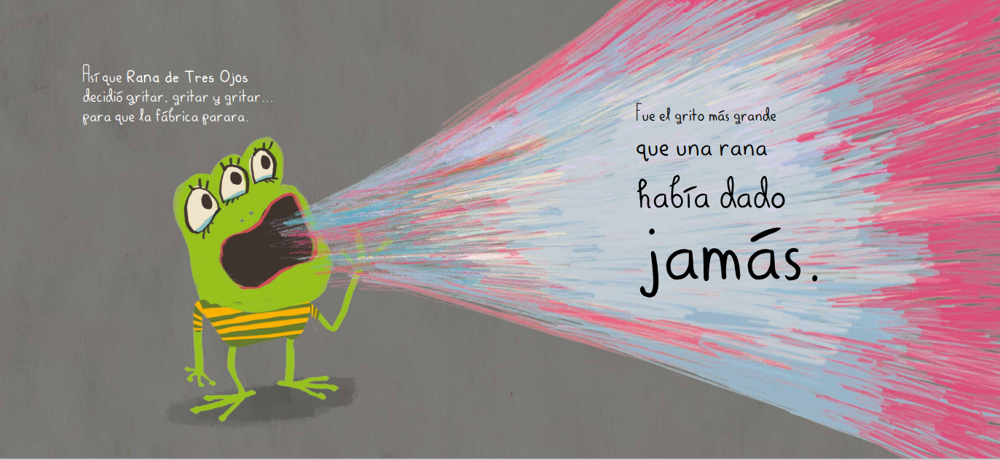 Así que Rana de Tres Ojos
decidió gritar, gritar y gritar...
para que la fábrica parara.
Fue el grito más grande
que una rana
había dado
jamás.